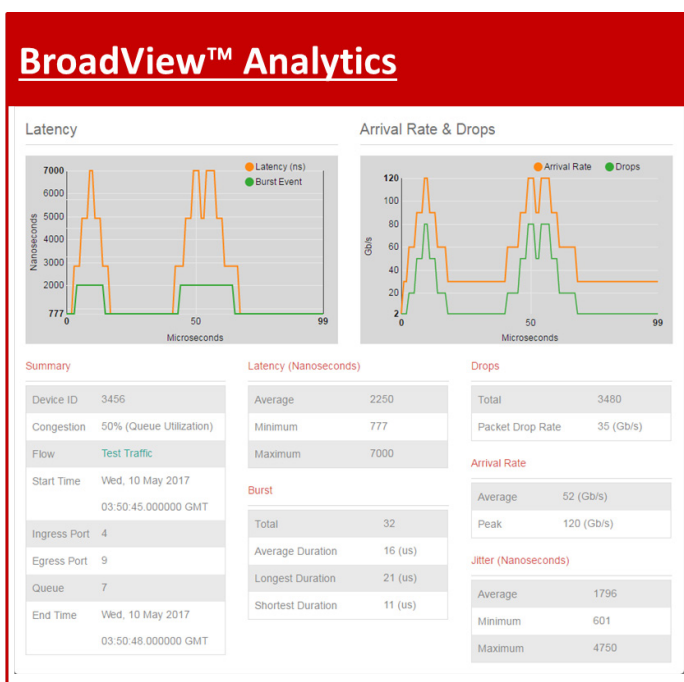 BroadView™ Analytics
Latency
7000
6000
5000
4000
3000
2000
777
0
50
99
Nanoseconds
Microseconds
Latency (ns)
Burst Event
Arrival Rate & Drops
120
100
80
60
40
20
2
0
50
99
Gb/s
Microseconds
Arrival Rate
Drops
Summary
Device ID 3456
Congestion 50% (Queue Utilization)
Flow Test Traffic
Start Time Wed, 10 May 2017
03:50:45.000000 GMT
Ingress Port 4
Egress Port 9
Queue 7
End Time Wed, 10 May 2017
03:50:48.000000 GMT
Latency (Nanoseconds)
Average 2250
Minimum 777
Maximum 7000
Burst
Total 32
Average Duration 16 (us)
Longest Duration 21 (us)
Shortest Duration 11 (us)
Drops
Total 3480
Packet Drop Rate 35 (Gb/s)
Arrival Rate
Average 52 (Gb/s)
Peak 120 (Gb/s)
Jitter (Nanoseconds)
Average 1796
Minimum 601
Maximum 4750